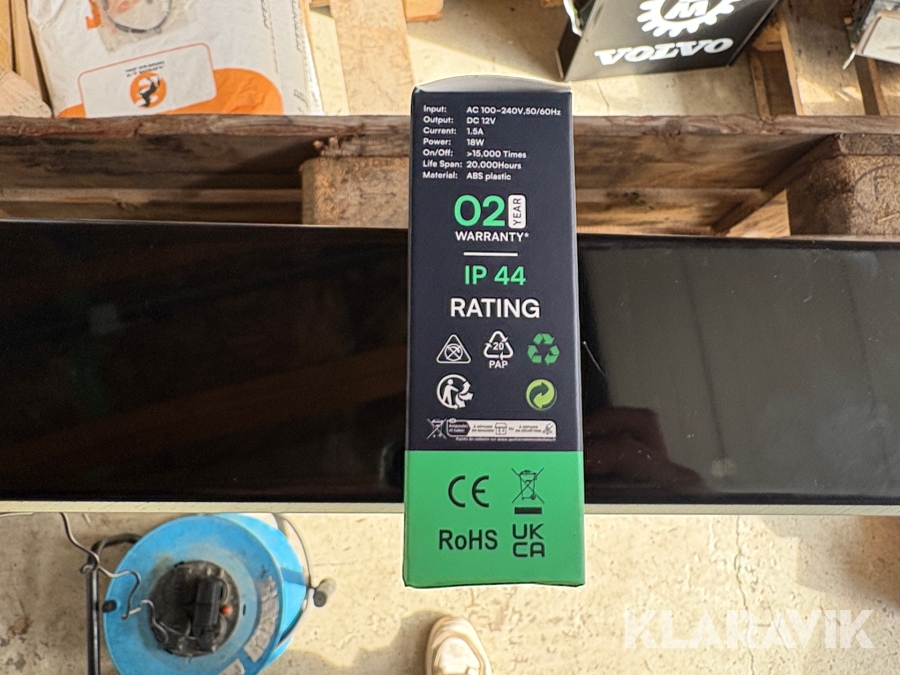 M
VOLVO
Input: AC 100~240V.50/60Hz
Output: DC 12V
Current: 1.5A
Power: 18W
On/Off: >15,000 Times
Life Span: 20,000Hours
Material: ABS plastic
02 YEAR
WARRANTY*
IP 44
RATING
20
PAP
CE
RoHS
UK
CA
KLARAVIK